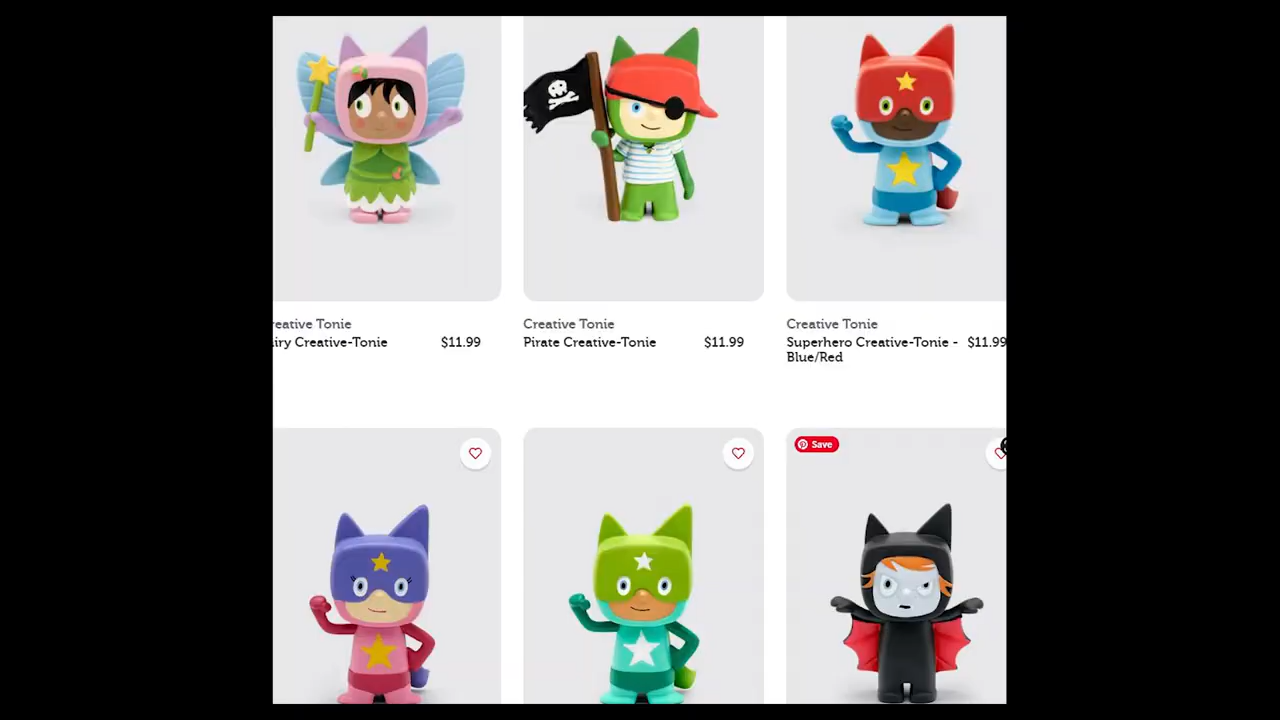 reative Tonie
iry Creative-Tonie $11.99
Creative Tonie
Pirate Creative-Tonie $11.99
Creative Tonie
Superhero Creative-Tonie - $11.99
Blue/Red
Save